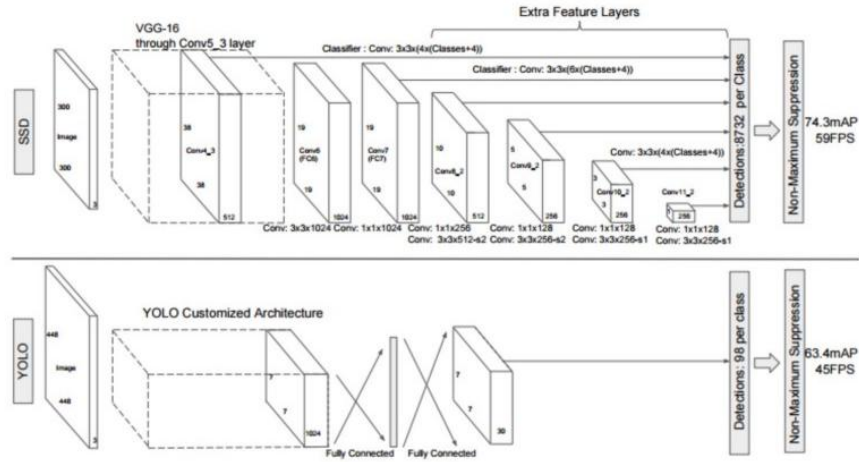 Extra Feature Layers
VGG-16
through Conv5_3 layer
Classifier : Conv: 3x3x(4x(Classes+4))
Classifier : Conv: 3x3x(6x(Classes+4))
SSD
300
Image
300
3
38
Conv4_3
38
512
19
Conv6
(FC6)
19
1024
19
Conv7
(FC7)
19
1024
10
Conv8_2
10
512
5
Conv9_2
5
256
Conv: 3x3x(4x(Classes+4))
3
Conv10_2
3
256
Conv11_2
256
Conv: 3x3x1024
Conv: 1x1x1024
Conv: 1x1x256
Conv: 3x3x512-s2
Conv: 1x1x128
Conv: 3x3x256-s2
Conv: 1x1x128
Conv: 3x3x256-s1
Conv: 1x1x128
Conv: 3x3x256-s1
Detections:8732 per Class
Non-Maximum Suppression
74.3mAP
59FPS
YOLO
448
Image
448
3
YOLO Customized Architecture
7
7
1024
Fully Connected
Fully Connected
7
7
30
Detections: 98 per class
Non-Maximum Suppression
63.4mAP
45FPS